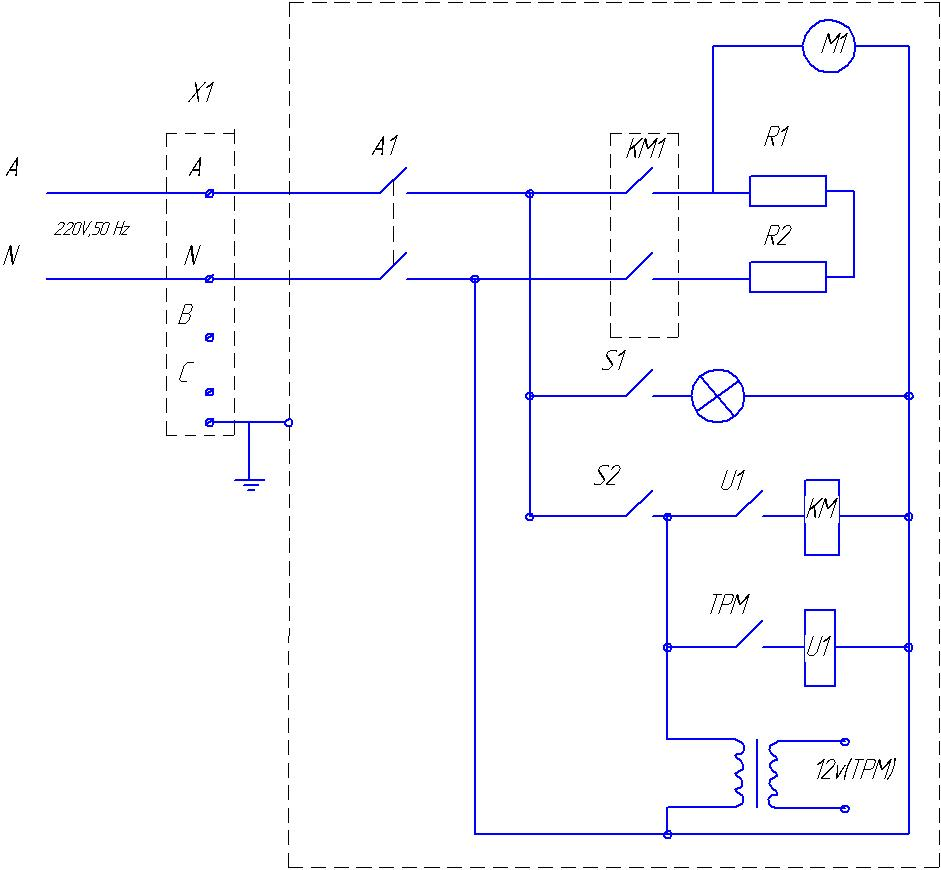 M1
X1
R1
A1
KM1
A
A
220V,50 Hz
R2
N
N
B
S1
C
S2
U1
KM
TPM
U1
12v(TPM)